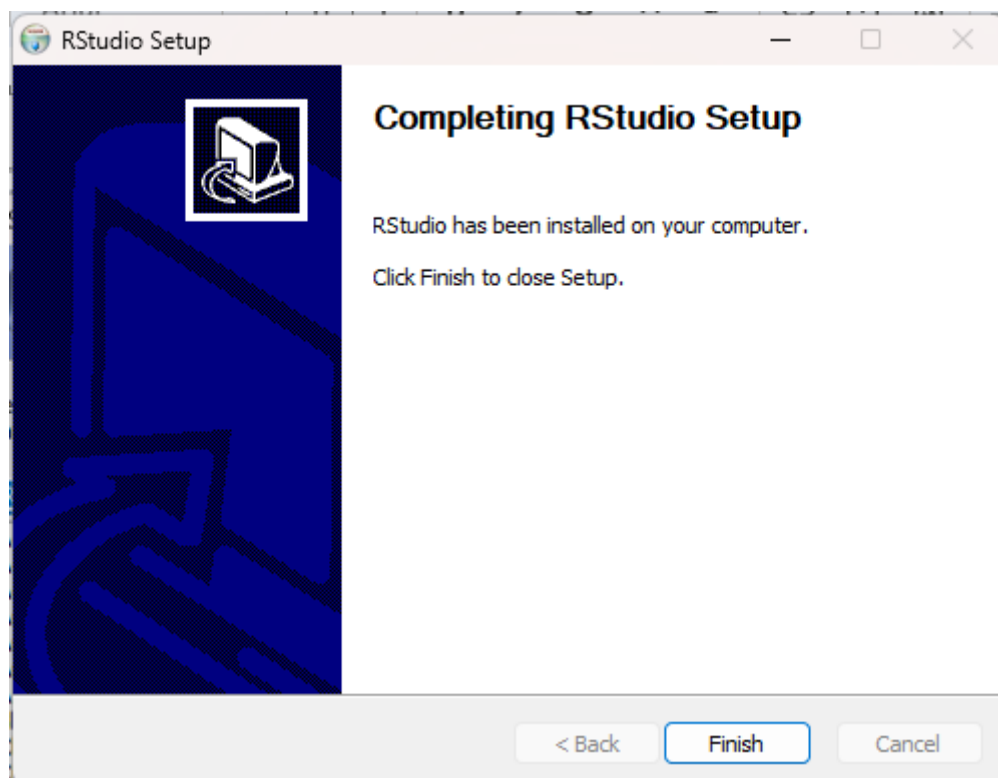 RStudio Setup
Completing RStudio Setup
RStudio has been installed on your computer.
Click Finish to close Setup.
< Back
Finish
Cancel